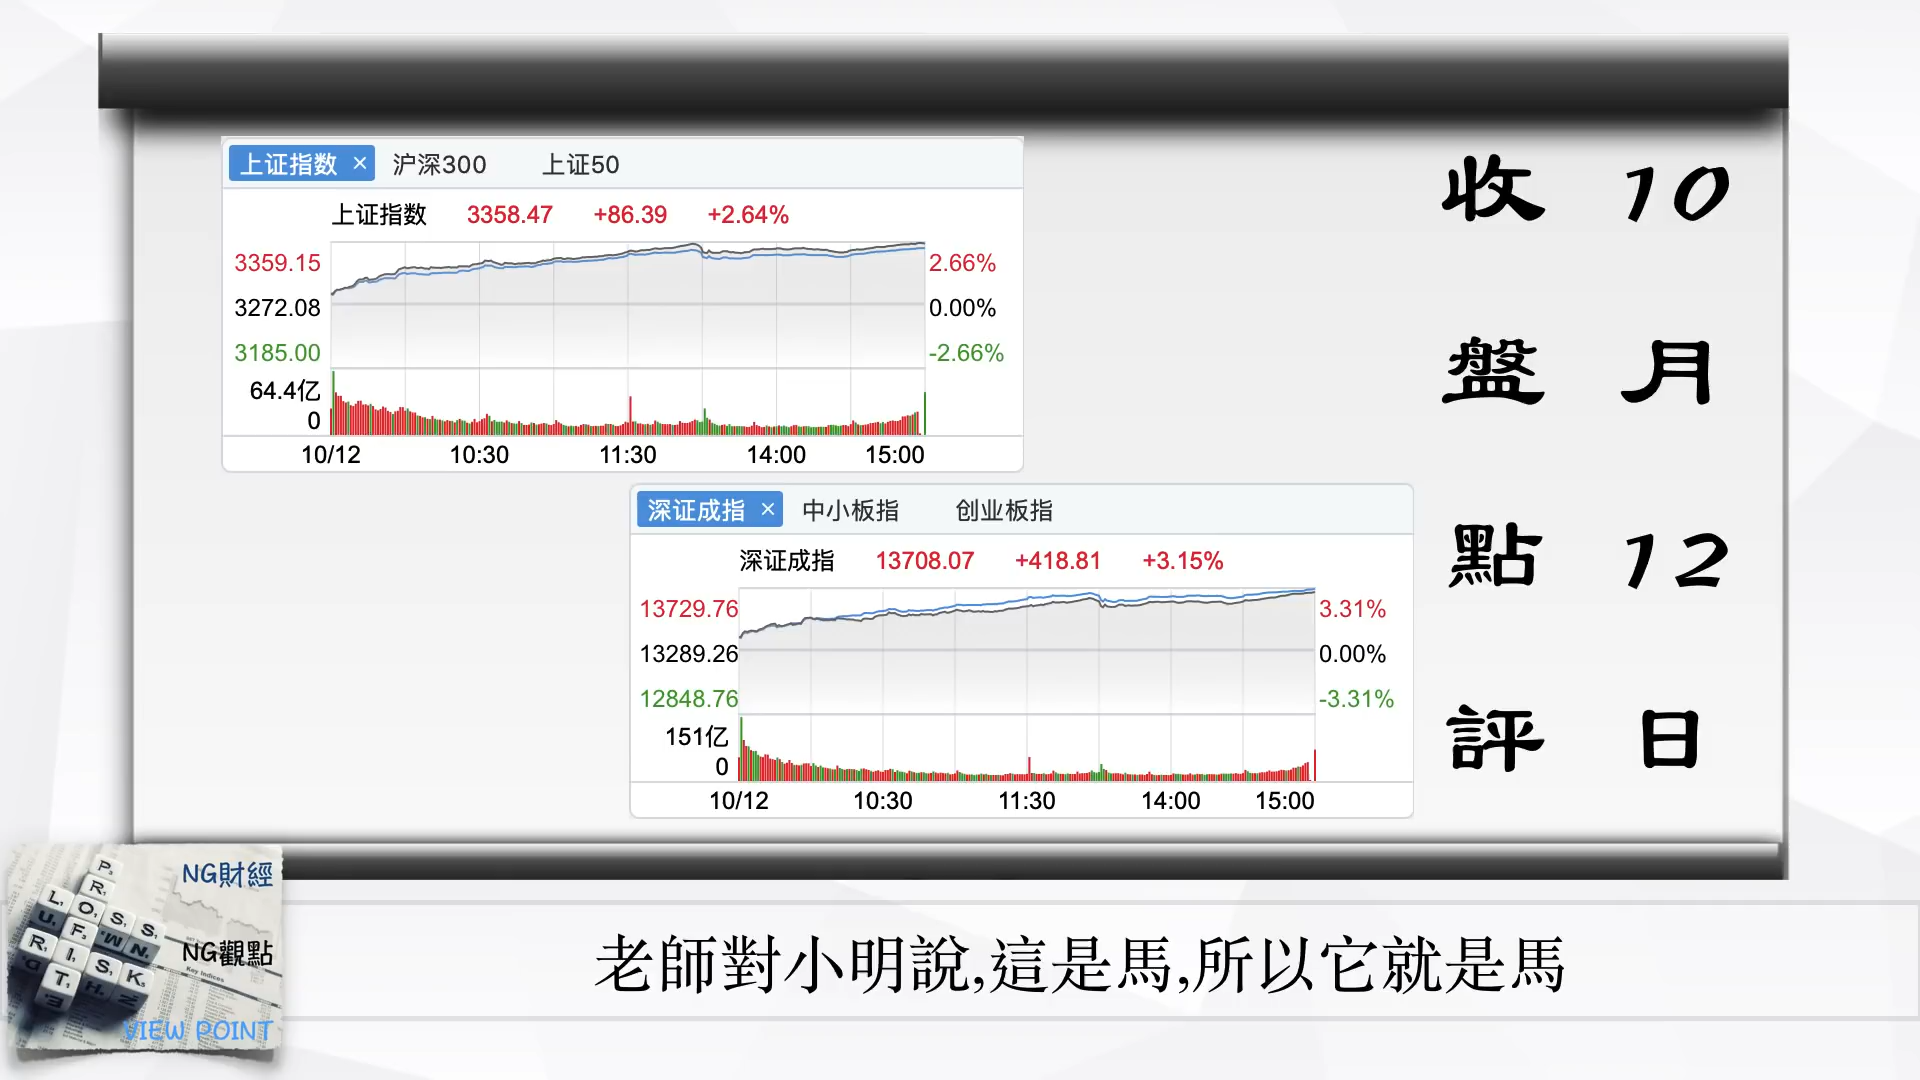 上证指数 × 沪深300 上证50
上证指数 3358.47 +86.39 +2.64%
3359.15 2.66%
3272.08 0.00%
3185.00 -2.66%
64.4亿
0
10/12 10:30 11:30 14:00 15:00
深证成指 × 中小板指 创业板指
深证成指 13708.07 +418.81 +3.15%
13729.76 3.31%
13289.26 0.00%
12848.76 -3.31%
151亿
0
10/12 10:30 11:30 14:00 15:00
10月12日
收盤點評
NG財經
NG觀點
VIEW POINT
老師對小明說,這是馬,所以它就是馬